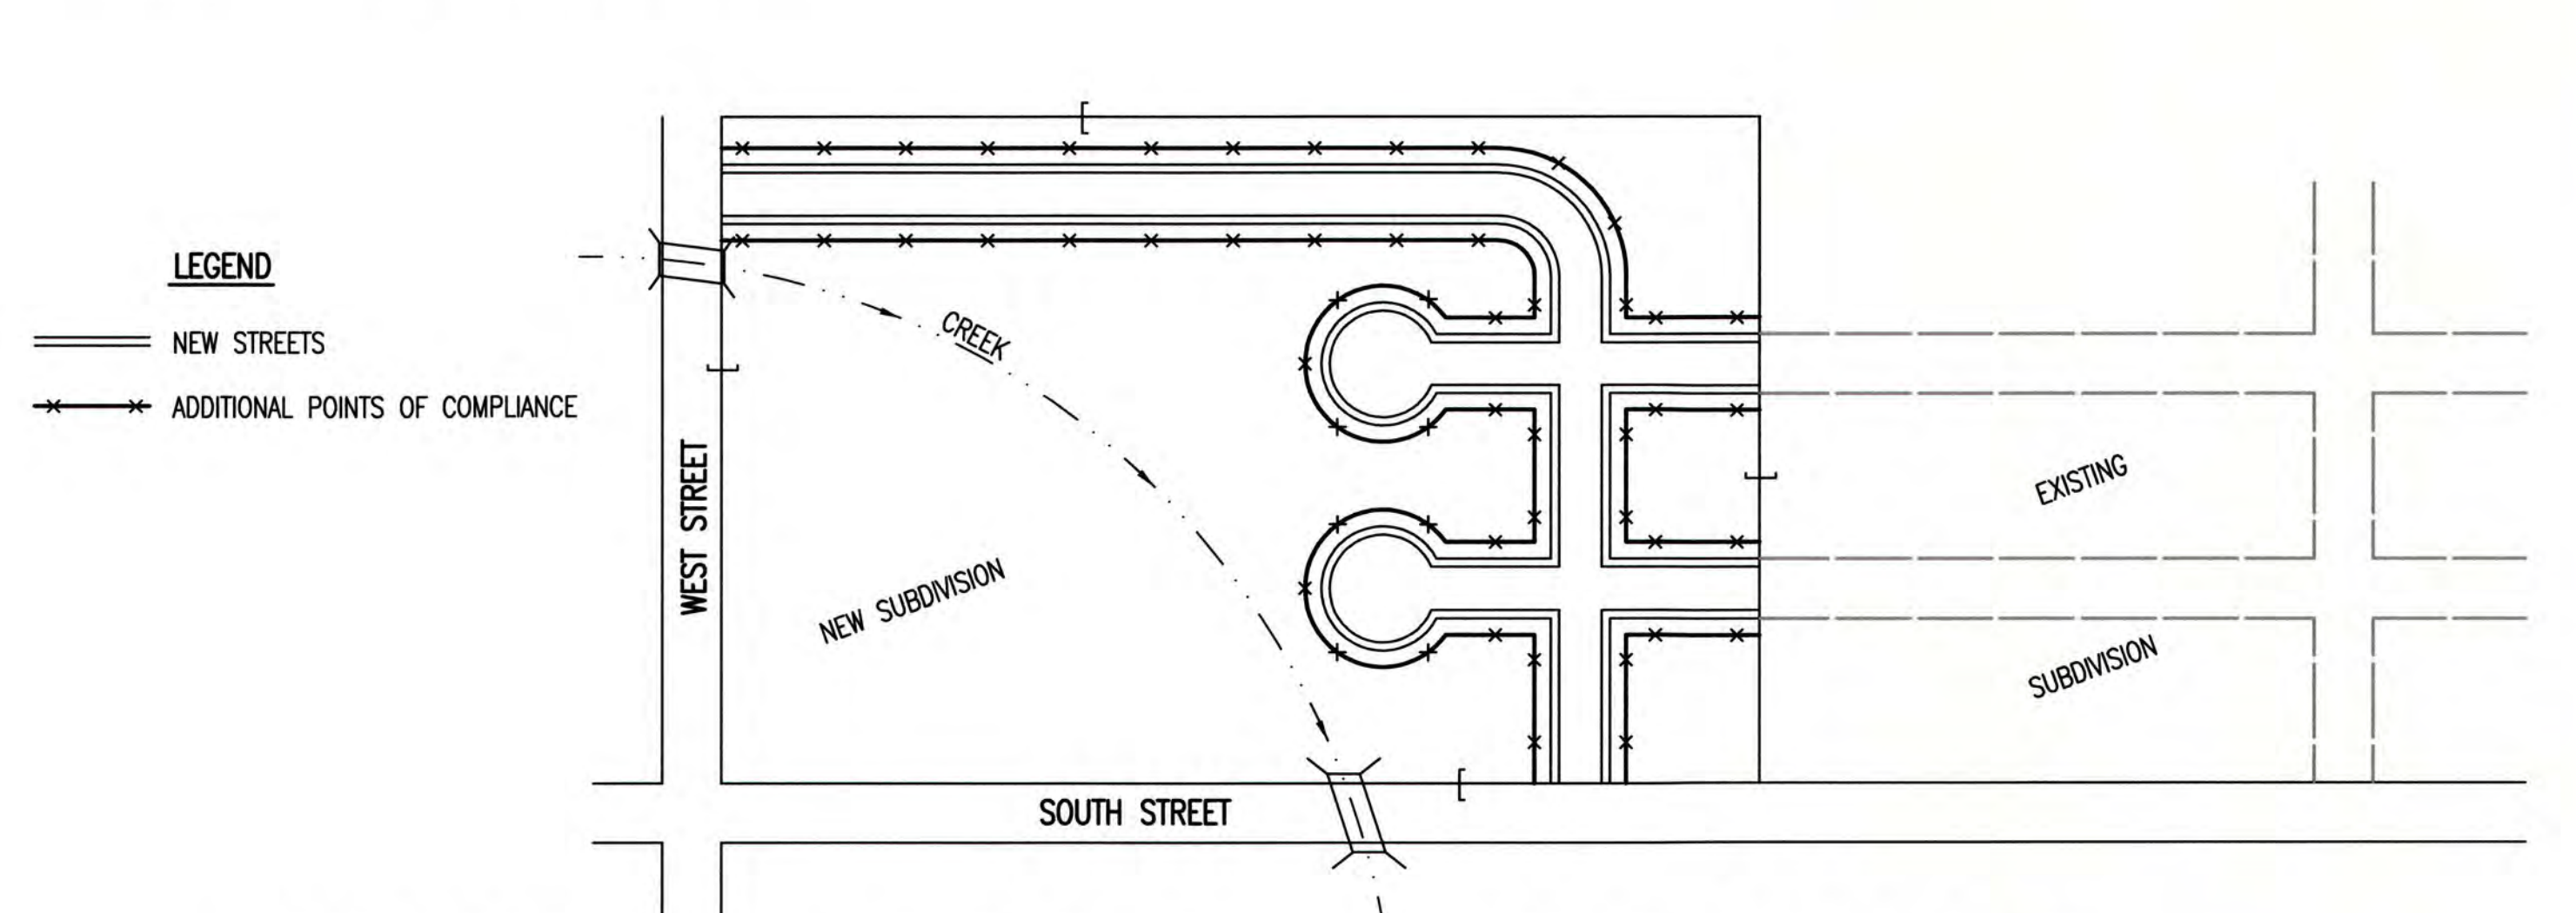 LEGEND
NEW STREETS
ADDITIONAL POINTS OF COMPLIANCE
CREEK
WEST STREET
NEW SUBDIVISION
SOUTH STREET
EXISTING
SUBDIVISION